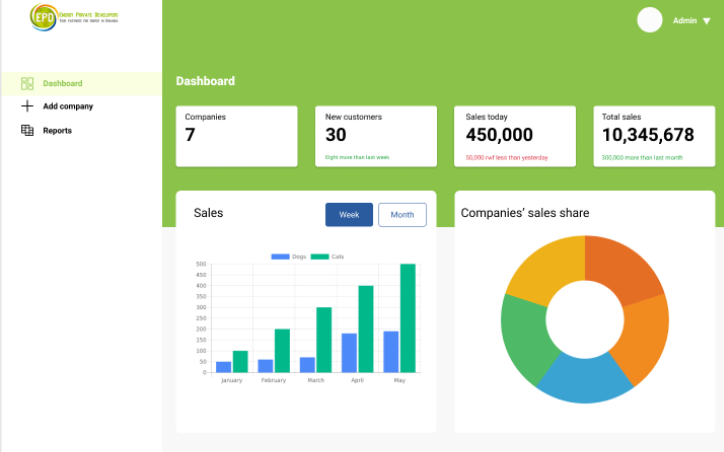 EPD
Energy Private Developers
Your partners for energy in Rwanda
Admin
Dashboard
Add company
Reports
Dashboard
Companies
7
New customers
30
Eight more than last week
Sales today
450,000
50,000 rwf less than yesterday
Total sales
10,345,678
300,000 more than last month
Sales
Week
Month
Companies' sales share
Dogs
Cats
500
450
400
350
300
250
200
150
100
50
0
January
February
March
April
May